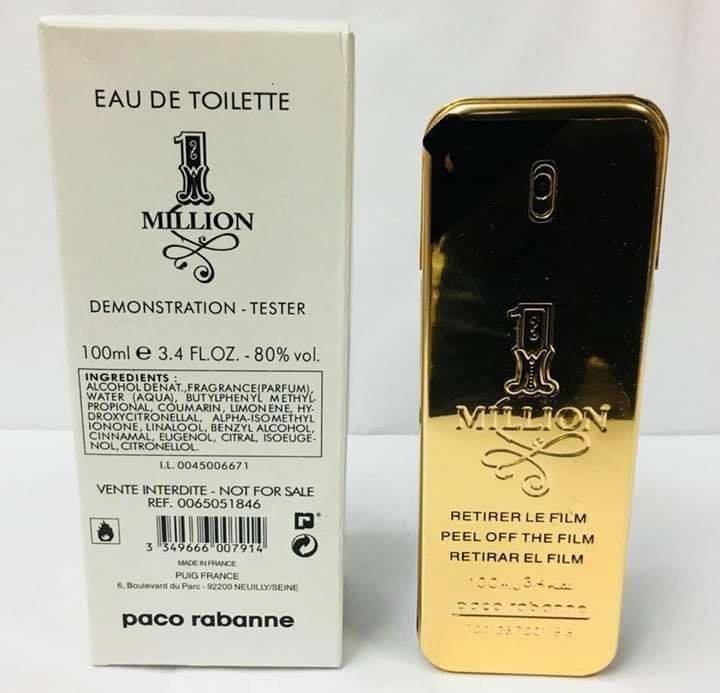 EAU DE TOILETTE
1
MILLION
DEMONSTRATION - TESTER
100ml e 3.4 FL.OZ. - 80% vol.
INGREDIENTS :
ALCOHOL DENAT., FRAGRANCE(PARFUM),
WATER (AQUA), BUTYLPHENYL METHYL-
PROPIONAL, COUMARIN, LIMONENE, HY-
DROXYCITRONELLAL, ALPHA-ISOMETHYL
IONONE, LINALOOL, BENZYL ALCOHOL,
CINNAMAL, EUGENOL, CITRAL, ISOEUGE-
NOL, CITRONELLOL.
I.L. 0045006671
VENTE INTERDITE - NOT FOR SALE
REF. 0065051846
3 349666 007914
MADE IN FRANCE
PUIG FRANCE
6, Boulevard du Parc - 92200 NEUILLY/SEINE
paco rabanne
1
MILLION
RETIRER LE FILM
PEEL OFF THE FILM
RETIRAR EL FILM
100ml 3.4
paco rabanne